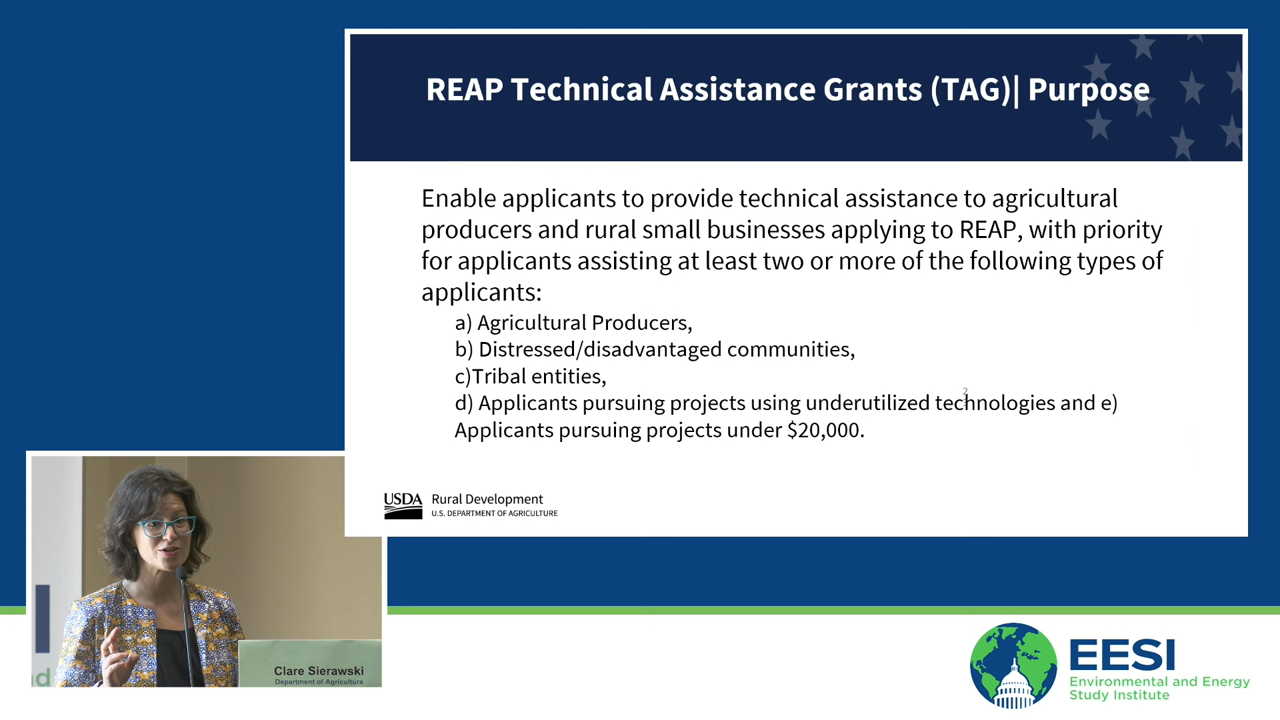 REAP Technical Assistance Grants (TAG)| Purpose
Enable applicants to provide technical assistance to agricultural
producers and rural small businesses applying to REAP, with priority
for applicants assisting at least two or more of the following types of
applicants:
a) Agricultural Producers,
b) Distressed/disadvantaged communities,
c)Tribal entities,
d) Applicants pursuing projects using underutilized technologies and e)
Applicants pursuing projects under $20,000.
2
USDA
Rural Development
U.S. DEPARTMENT OF AGRICULTURE
nd
Clare Sierawski
Department of Agriculture
EESI
Environmental and Energy
Study Institute